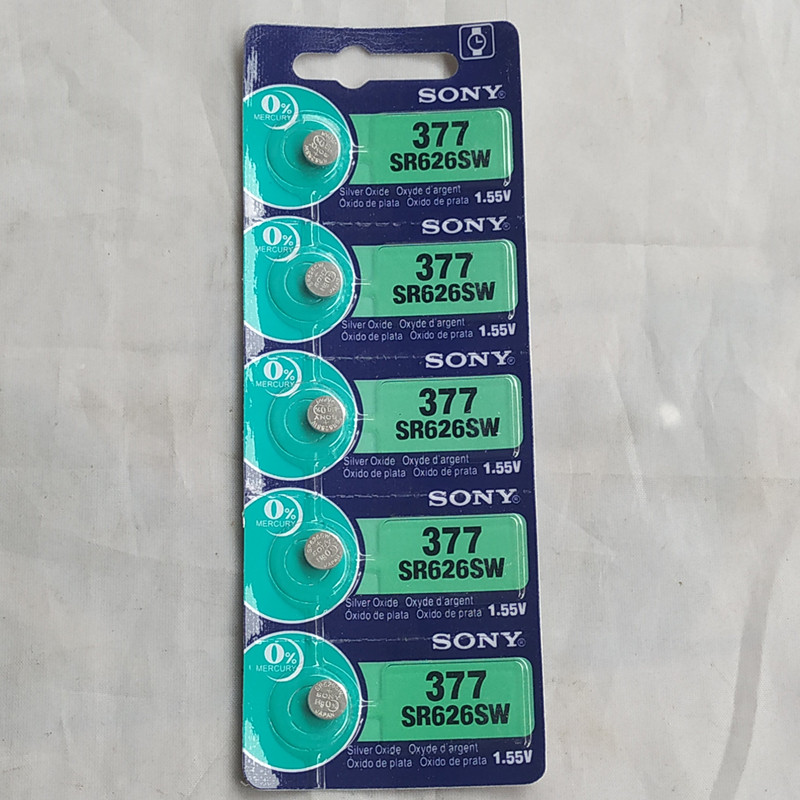 SONY®
0%
MERCURY
377
SR626SW
Silver Oxide Oxyde d'argent
Óxido de plata Óxido de prata 1.55V
SONY®
0%
MERCURY
377
SR626SW
Silver Oxide Oxyde d'argent
Óxido de plata Óxido de prata 1.55V
SONY®
0%
MERCURY
377
SR626SW
Silver Oxide Oxyde d'argent
Óxido de plata Óxido de prata 1.55V
SONY
SONY®
0%
MERCURY
377
SR626SW
Silver Oxide Oxyde d'argent
Óxido de plata Óxido de prata 1.55V
SONY
SONY®
0%
MERCURY
377
SR626SW
Silver Oxide Oxyde d'argent
Óxido de plata Óxido de prata 1.55V
SONY